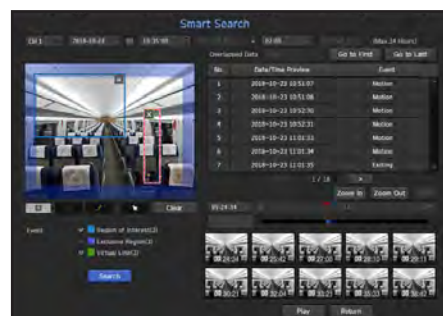 Smart Search
CH 1 2018-10-24 10:31:00 + 02:00 (Max 24 Hours)
Overlapped Data Go to First Go to Last
No. Date/Time Preview Event
1 2018-10-23 10:51:07 Motion
2 2018-10-23 10:51:08 Motion
3 2018-10-23 10:52:30 Motion
4 2018-10-23 10:52:31 Motion
5 2018-10-23 11:01:33 Motion
6 2018-10-23 11:01:34 Motion
7 2018-10-23 11:01:35 Exiting
1 / 18 >
Zoom In Zoom Out
Clear
Event Region of Interest(2)
Exclusive Region(3)
Virtual Line(2)
Search
Play Return